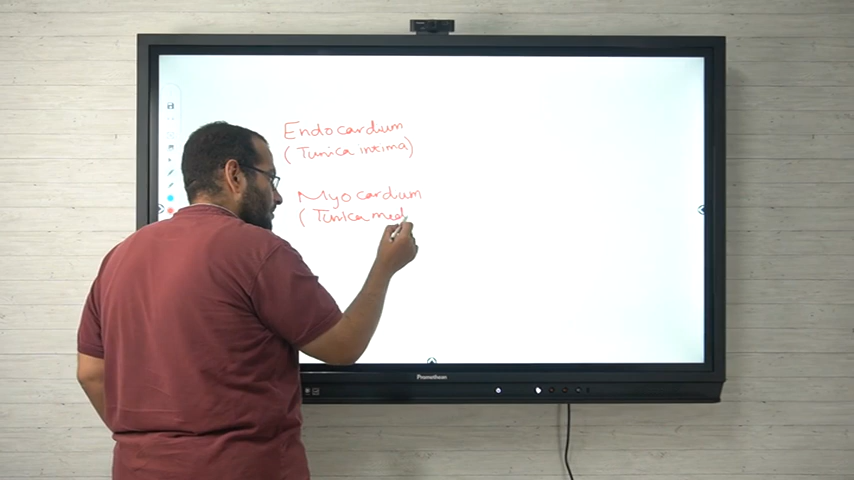 Endocardium
(Tunica intima)
Myocardium
(Tunica med
Promethean